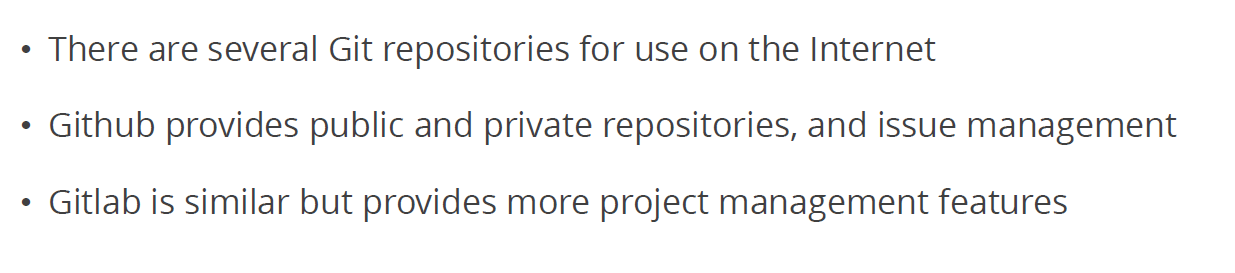 • There are several Git repositories for use on the Internet
• Github provides public and private repositories, and issue management
• Gitlab is similar but provides more project management features